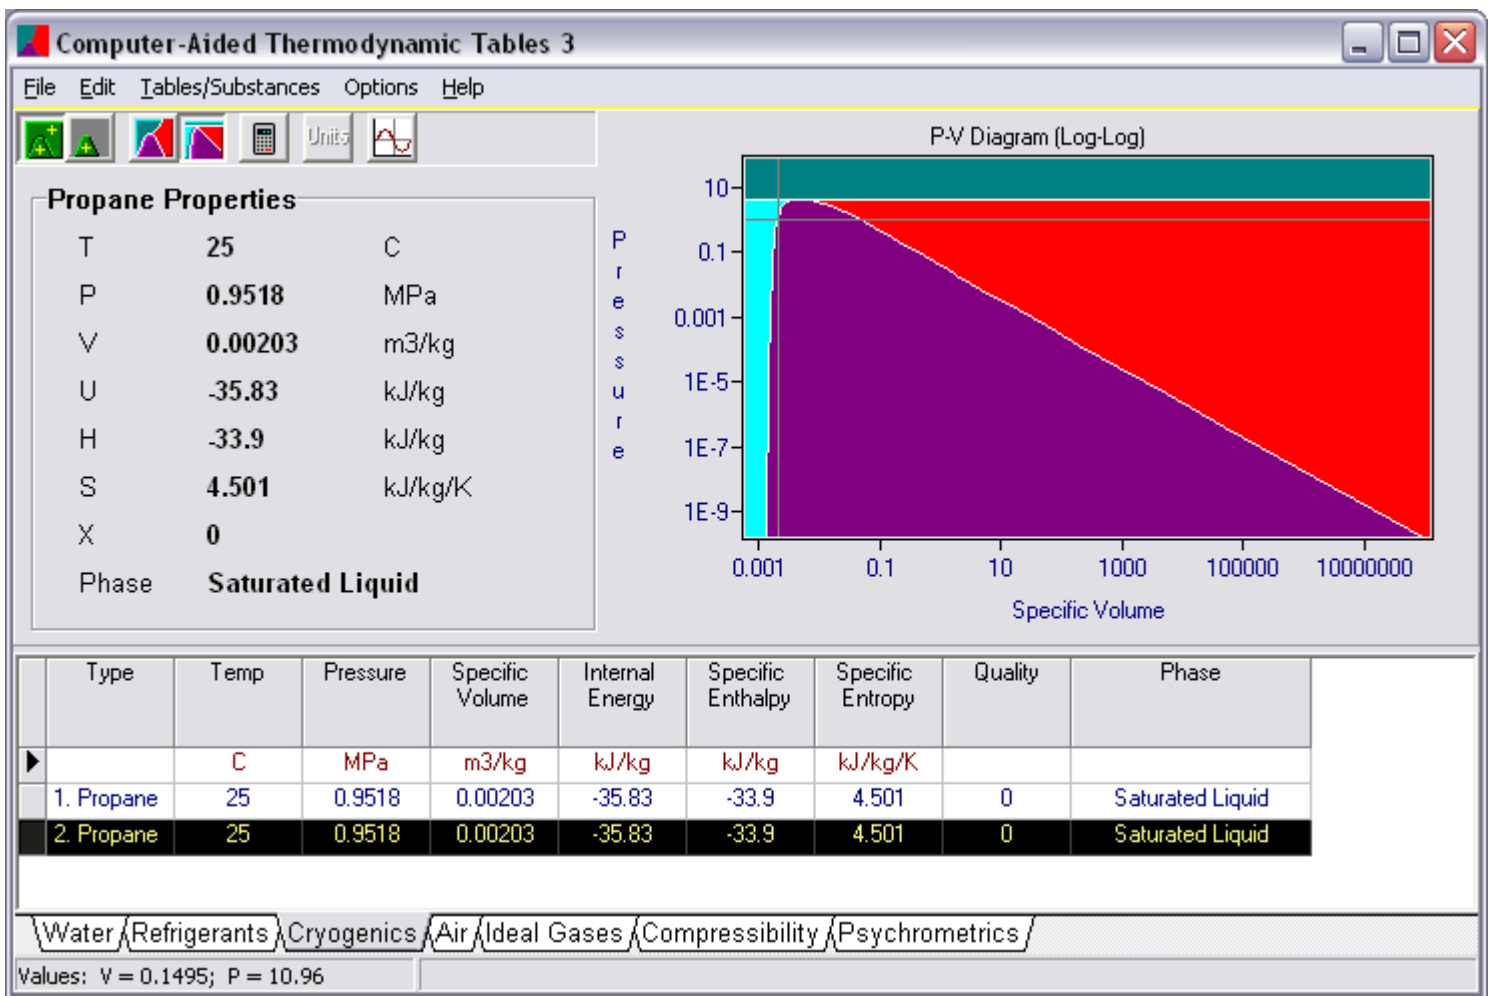 Computer-Aided Thermodynamic Tables 3
File Edit Tables/Substances Options Help
Units
Propane Properties
T 25 C
P 0.9518 MPa
V 0.00203 m3/kg
U -35.83 kJ/kg
H -33.9 kJ/kg
S 4.501 kJ/kg/K
X 0
Phase Saturated Liquid
P-V Diagram (Log-Log)
Pressure
10
0.1
0.001
1E-5
1E-7
1E-9
0.001 0.1 10 1000 100000 10000000
Specific Volume
Type Temp Pressure Specific Internal Specific Specific Quality Phase
Volume Energy Enthalpy Entropy
C MPa m3/kg kJ/kg kJ/kg kJ/kg/K
1. Propane 25 0.9518 0.00203 -35.83 -33.9 4.501 0 Saturated Liquid
2. Propane 25 0.9518 0.00203 -35.83 -33.9 4.501 0 Saturated Liquid
Water Refrigerants Cryogenics Air Ideal Gases Compressibility Psychrometrics
Values: V = 0.1495; P = 10.96